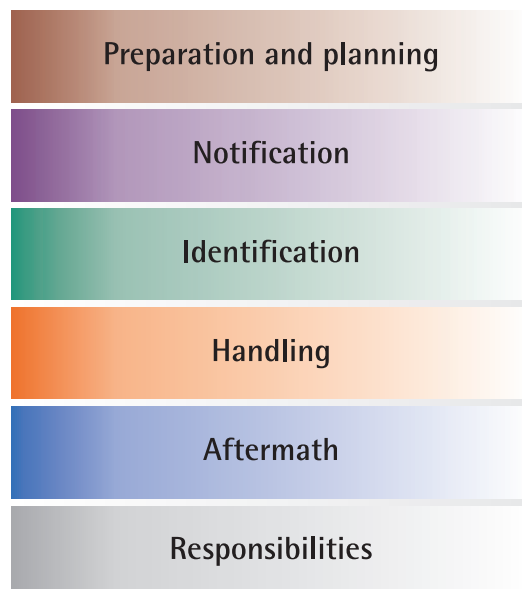 Preparation and planning
Notification
Identification
Handling
Aftermath
Responsibilities